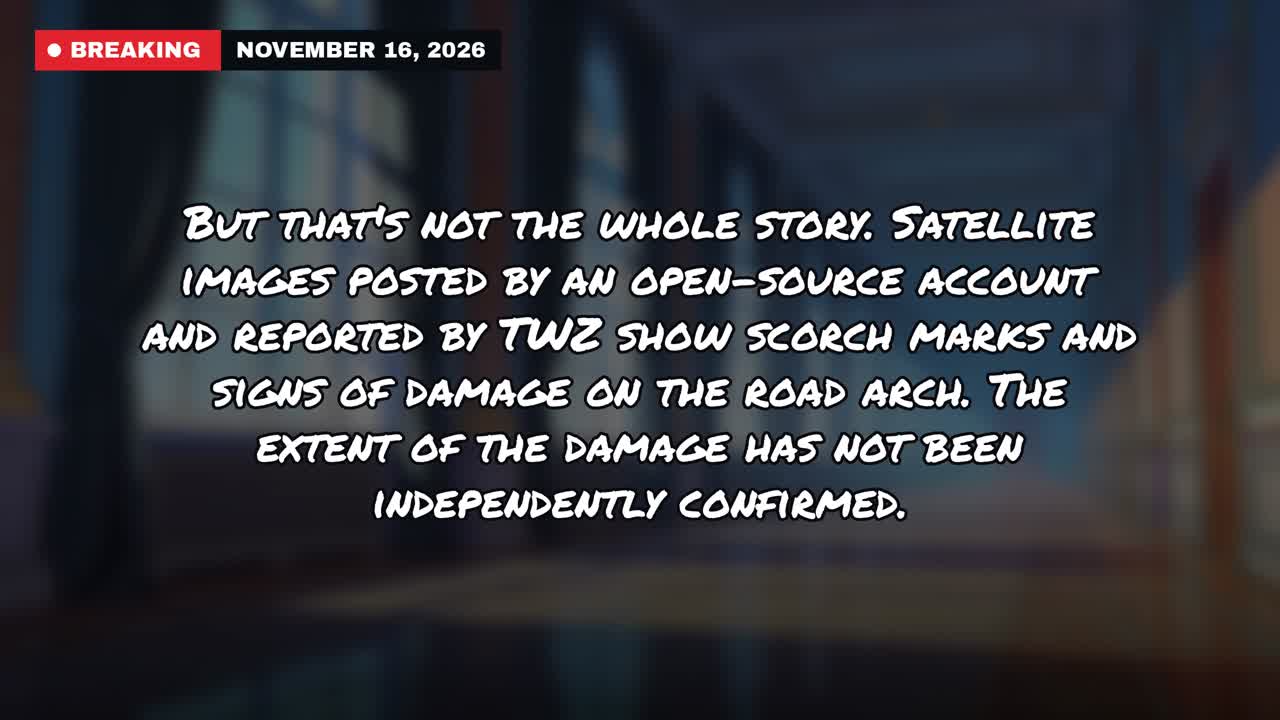 BREAKING NOVEMBER 16, 2026
But that's not the whole story. Satellite
images posted by an open-source account
and reported by TWZ show scorch marks and
signs of damage on the road arch. The
extent of the damage has not been
independently confirmed.